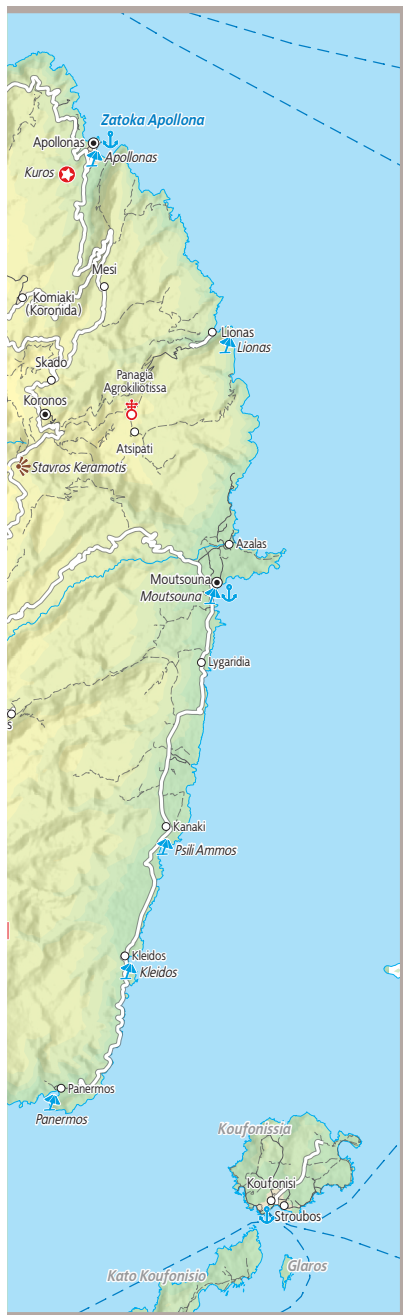 Zatoka Apollona
Apollonas
Apollonas
Kuros
Mesi
Komiaki
(Koronida)
Lionas
Lionas
Skado
Panagia
Agrokiliotissa
Koronos
Atsipati
Stavros Keramotis
Azalas
Moutsouna
Moutsouna
Lygaridia
s
Kanaki
Psili Ammos
Kleidos
Kleidos
Panermos
Panermos
Koufonissia
Koufonisi
Stroubos
Glaros
Kato Koufonisio